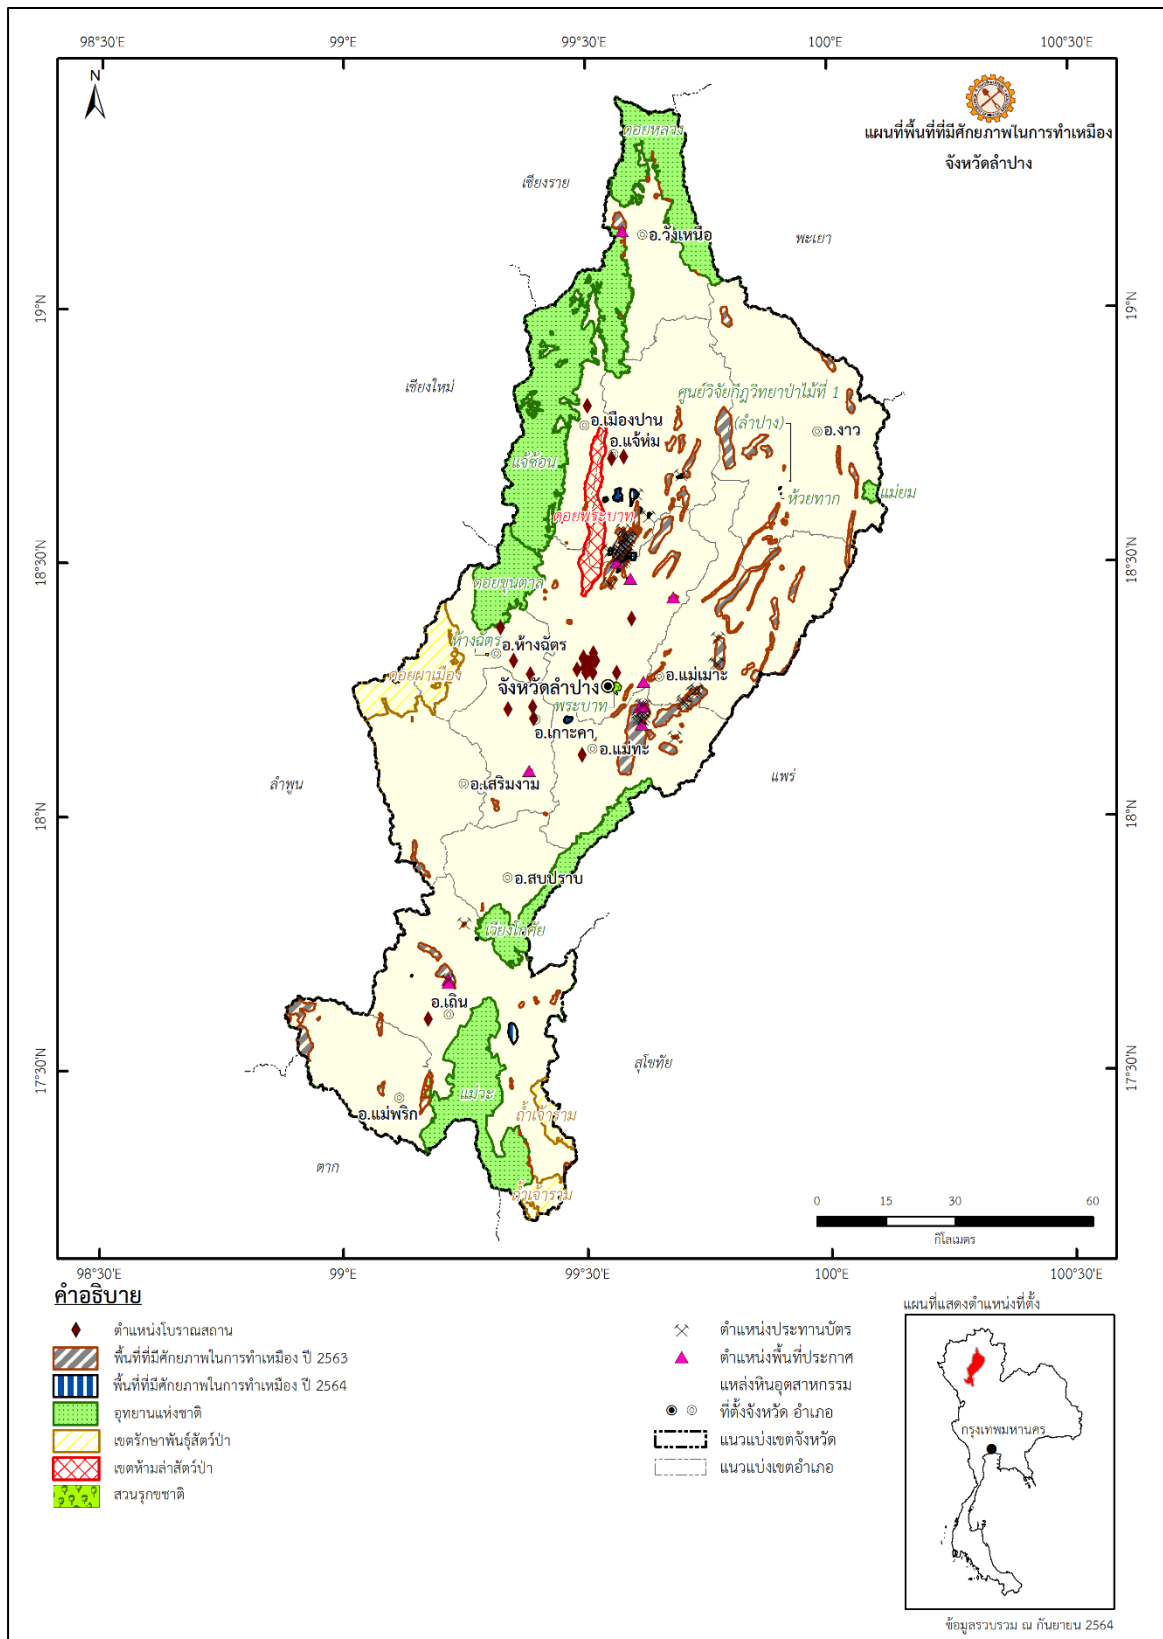 98°30'E 99°E 99°30'E 100°E 100°30'E
N
แผนที่พื้นที่ที่มีศักยภาพในการทำเหมือง
จังหวัดลำปาง
ดอยหลวง
เชียงราย
อ.วังเหนือ
พะเยา
19°N 19°N
เชียงใหม่
ศูนย์วิจัยกีฏวิทยาป่าไม้ที่ 1
(ลำปาง)
อ.เมืองปาน
อ.แจ้ห่ม
อ.งาว
แจ้ซ้อน
ห้วยทาก
แม่ยม
ดอยพระบาท
18°30'N 18°30'N
ดอยขุนตาล
ห้างฉัตร
อ.ห้างฉัตร
ดอยผาเมือง
จังหวัดลำปาง
อ.แม่เมาะ
พระบาท
อ.เกาะคา
อ.แม่ทะ
ลำพูน
อ.เสริมงาม
แพร่
18°N 18°N
อ.สบปราบ
เวียงโกศัย
อ.เถิน
สุโขทัย
17°30'N 17°30'N
แม่วะ
อ.แม่พริก
ถ้ำเจ้าราม
ตาก
ถ้ำเจ้าราม
0 15 30 60
กิโลเมตร
98°30'E 99°E 99°30'E 100°E 100°30'E
คำอธิบาย
ตำแหน่งโบราณสถาน
พื้นที่ที่มีศักยภาพในการทำเหมือง ปี 2563
พื้นที่ที่มีศักยภาพในการทำเหมือง ปี 2564
อุทยานแห่งชาติ
เขตรักษาพันธุ์สัตว์ป่า
เขตห้ามล่าสัตว์ป่า
สวนรุกขชาติ
ตำแหน่งประทานบัตร
ตำแหน่งพื้นที่ประกาศ
แหล่งหินอุตสาหกรรม
ที่ตั้งจังหวัด อำเภอ
แนวแบ่งเขตจังหวัด
แนวแบ่งเขตอำเภอ
แผนที่แสดงตำแหน่งที่ตั้ง
กรุงเทพมหานคร
ข้อมูลรวบรวม ณ กันยายน 2564